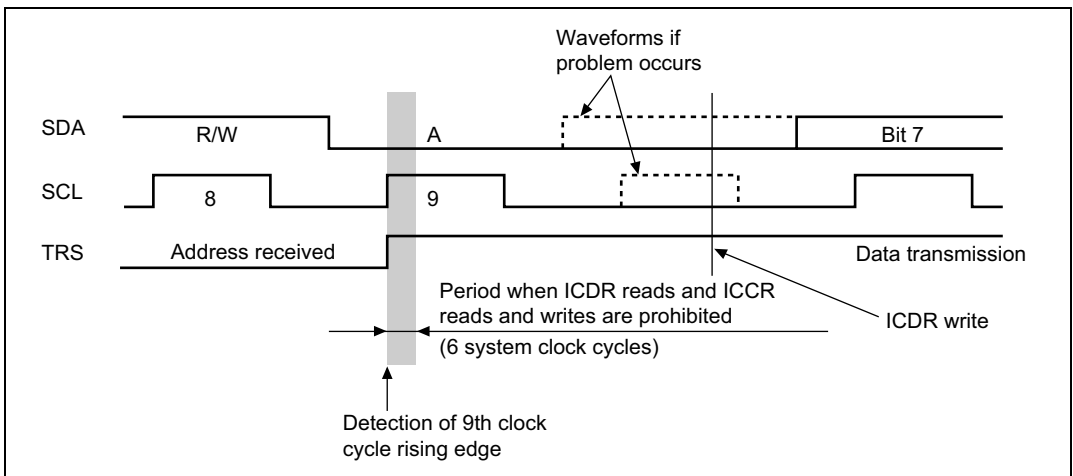 Waveforms if
problem occurs
SDA
R/W
A
Bit 7
SCL
8
9
TRS
Address received
Data transmission
Period when ICDR reads and ICCR
reads and writes are prohibited
(6 system clock cycles)
ICDR write
Detection of 9th clock
cycle rising edge